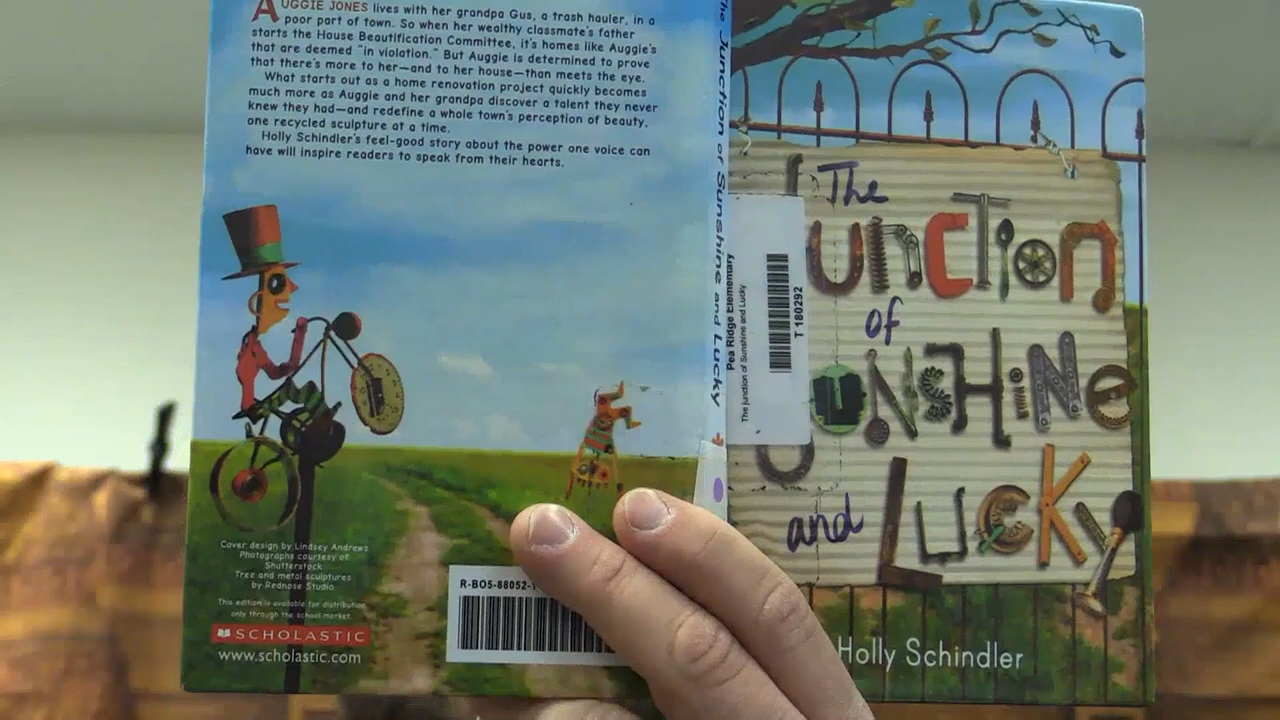 AUGGIE JONES lives with her grandpa Gus, a trash hauler, in a
poor part of town. So when her wealthy classmate's father
starts the House Beautification Committee, it's homes like Auggie's
that are deemed "in violation." But Auggie is determined to prove
that there's more to her—and to her house—than meets the eye.
What starts out as a home renovation project quickly becomes
much more as Auggie and her grandpa discover a talent they never
knew they had—and redefine a whole town's perception of beauty,
one recycled sculpture at a time.
Holly Schindler's feel-good story about the power one voice can
have will inspire readers to speak from their hearts.
Cover design by Lindsey Andrews
Photographs courtesy of
Shutterstock
Tree and metal sculptures
by Rednose Studio
This edition is available for distribution
only through the school market.
SCHOLASTIC
www.scholastic.com
R-BO5-88052-
The Junction of Sunshine and Lucky
Pea Ridge Elementary
The Junction of Sunshine and Lucky
T 180292
The
Junction
of
Sunshine
and Lucky
Holly Schindler